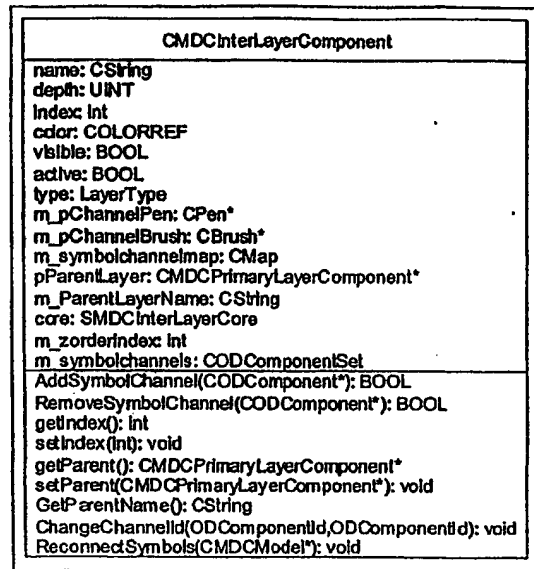 CMDCInterLayerComponent
name: CString
depth: UINT
index: int
color: COLORREF
visible: BOOL
active: BOOL
type: LayerType
m_pChannelPen: CPen*
m_pChannelBrush: CBrush*
m_symbolchannelmap: CMap
pParentLayer: CMDCPrimaryLayerComponent*
m_ParentLayerName: CString
core: SMDCInterLayerCore
m_zorderindex: int
m_symbolchannels: CODComponentSet
AddSymbolChannel(CODComponent*): BOOL
RemoveSymbolChannel(CODComponent*): BOOL
getIndex(): int
setIndex(int): void
getParent(): CMDCPrimaryLayerComponent*
setParent(CMDCPrimaryLayerComponent*): void
GetParentName(): CString
ChangeChannelId(ODComponentId,ODComponentId): void
ReconnectSymbols(CMDCModel*): void